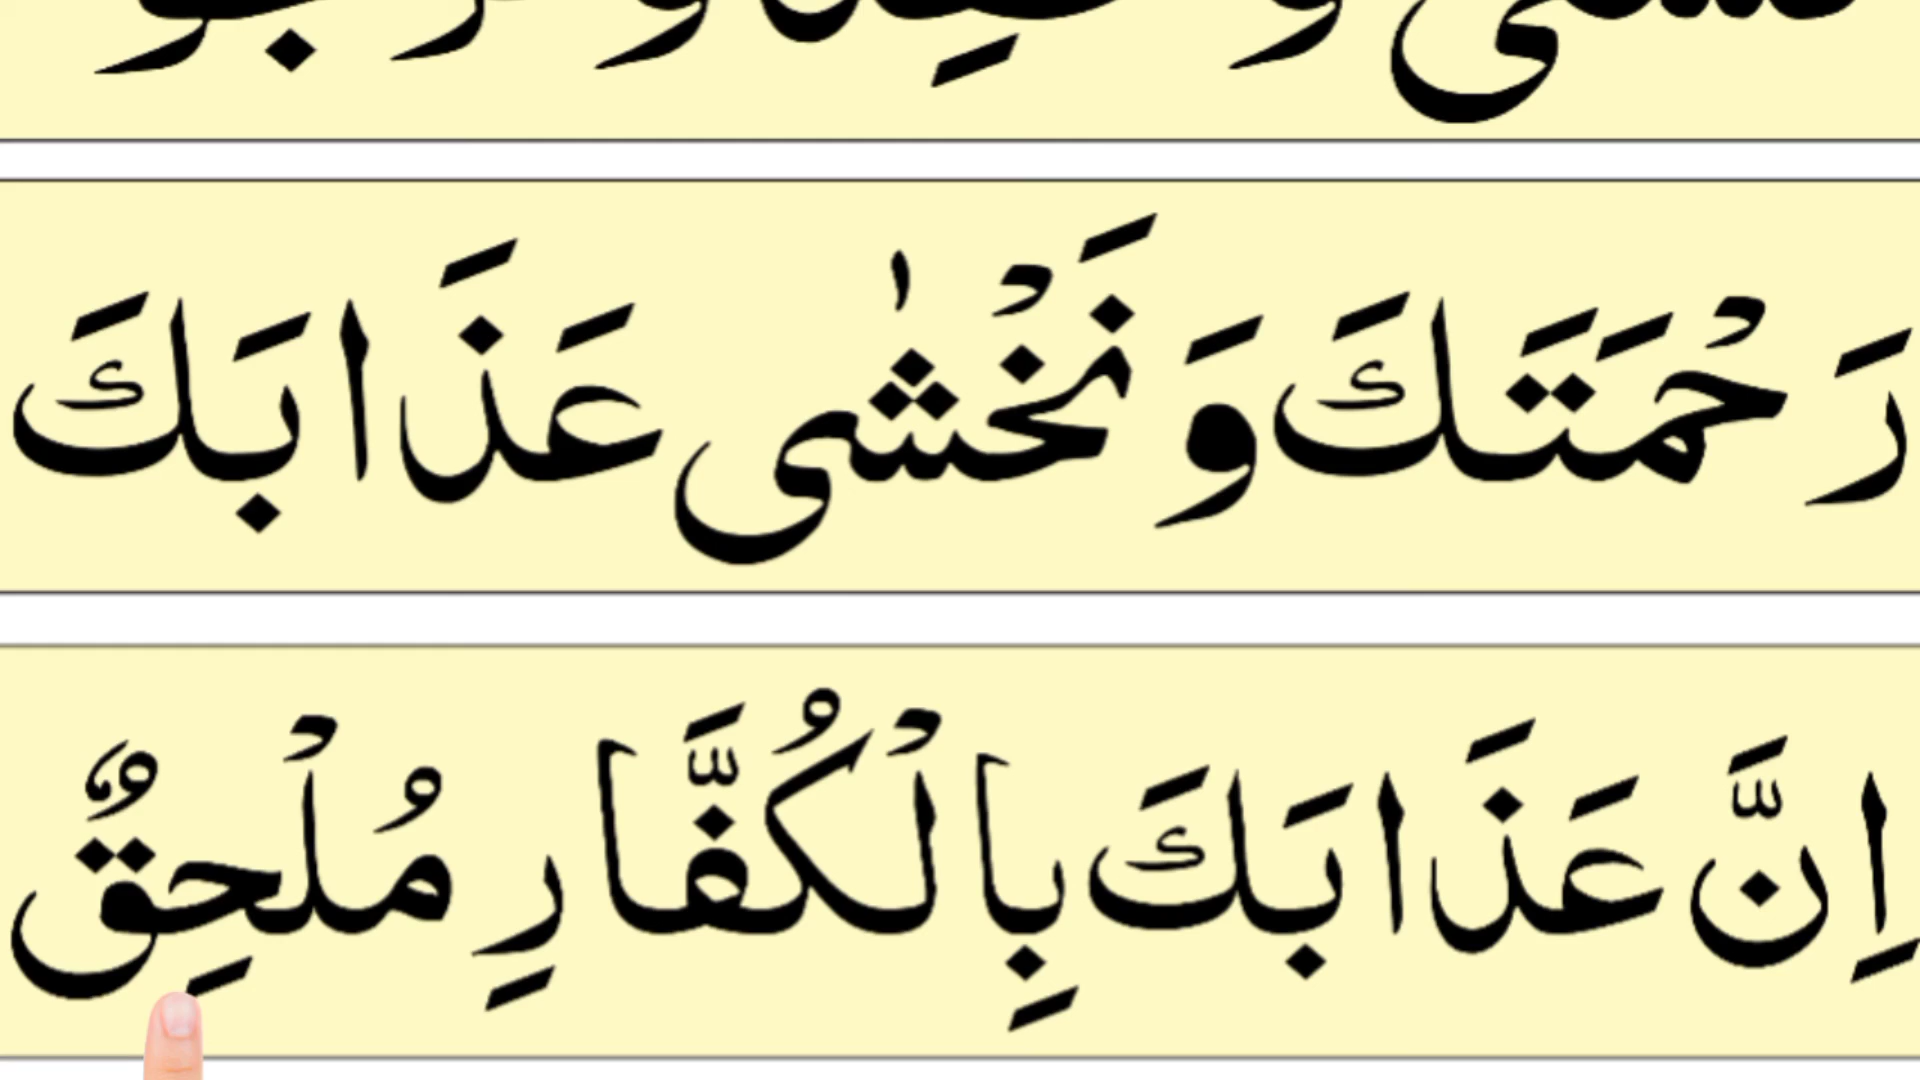 رَحْمَتَكَ وَنَخْشٰى عَذَابَكَ
اِنَّ عَذَابَكَ بِالْكُفَّارِ مُلْحِقٌ